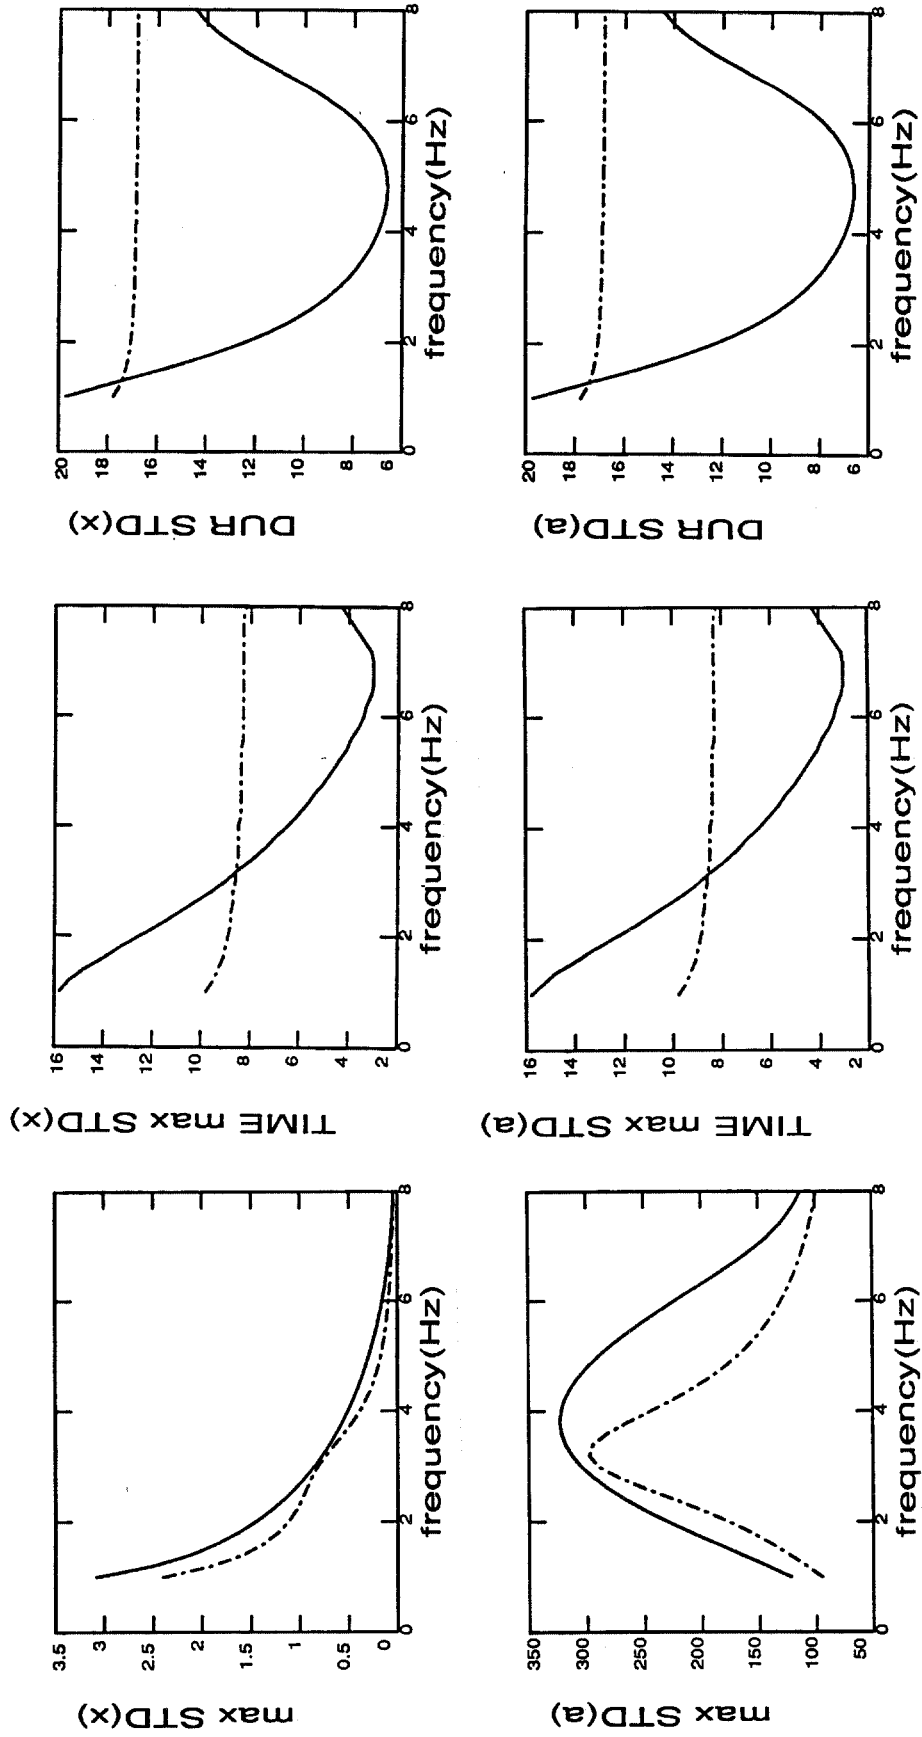 max STD(x)
3.5
3
2.5
2
1.5
1
0.5
0
0 2 4 6 8
frequency(Hz)
TIME max STD(x)
16
14
12
10
8
6
4
2
0 2 4 6 8
frequency(Hz)
DUR STD(x)
20
18
16
14
12
10
8
6
0 2 4 6 8
frequency(Hz)
max STD(a)
350
300
250
200
150
100
50
0 2 4 6 8
frequency(Hz)
TIME max STD(a)
16
14
12
10
8
6
4
2
0 2 4 6 8
frequency(Hz)
DUR STD(a)
20
18
16
14
12
10
8
6
0 2 4 6 8
frequency(Hz)